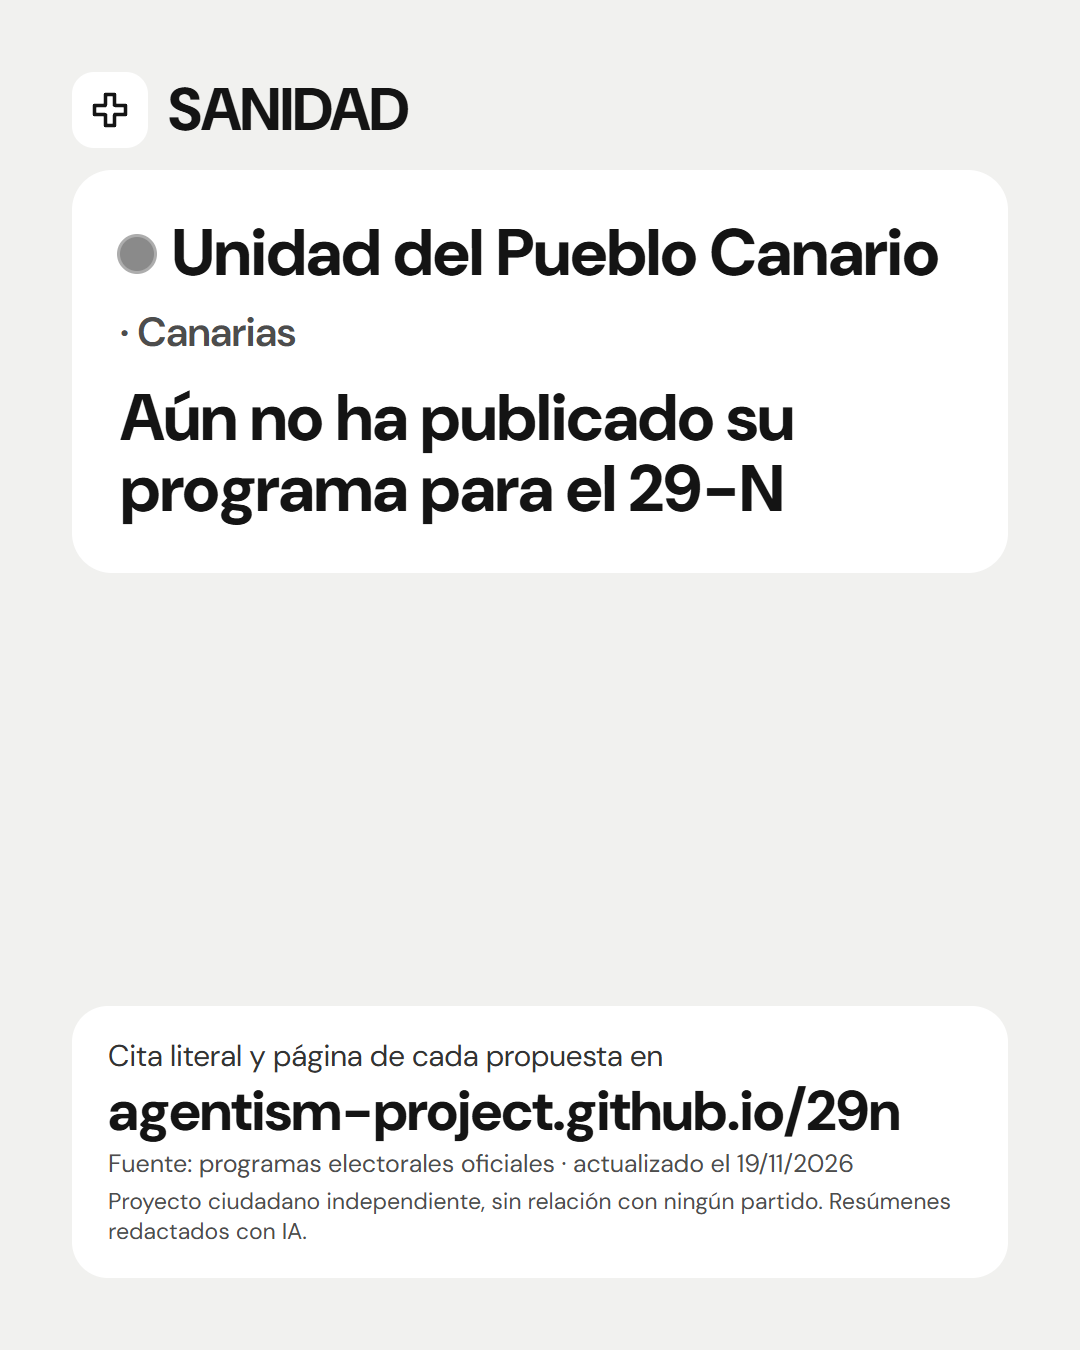 SANIDAD
Unidad del Pueblo Canario
· Canarias
Aún no ha publicado su
programa para el 29-N
Cita literal y página de cada propuesta en
agentism-project.github.io/29n
Fuente: programas electorales oficiales · actualizado el 19/11/2026
Proyecto ciudadano independiente, sin relación con ningún partido. Resúmenes
redactados con IA.